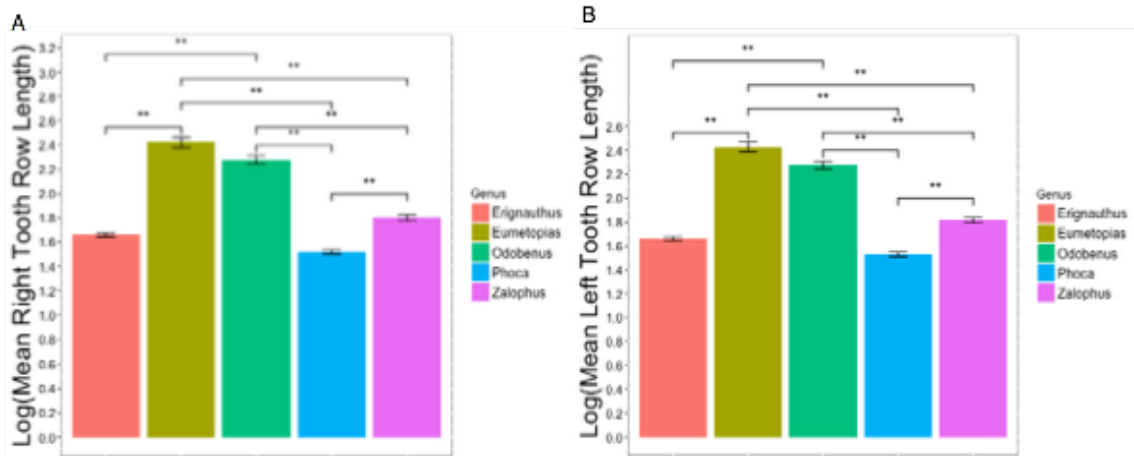 A
Log(Mean Right Tooth Row Length)
3.2
3.0
2.8
2.6
2.4
2.2
2.0
1.8
1.6
1.4
1.2
1.0
0.8
0.6
0.4
0.2
0.0
**
**
**
**
**
**
**
Genus
Erignauthus
Eumetopias
Odobenus
Phoca
Zalophus
B
Log(Mean Left Tooth Row Length)
2.6
2.4
2.2
2.0
1.8
1.6
1.4
1.2
1.0
0.8
0.6
0.4
0.2
0.0
**
**
**
**
**
**
**
Genus
Erignauthus
Eumetopias
Odobenus
Phoca
Zalophus